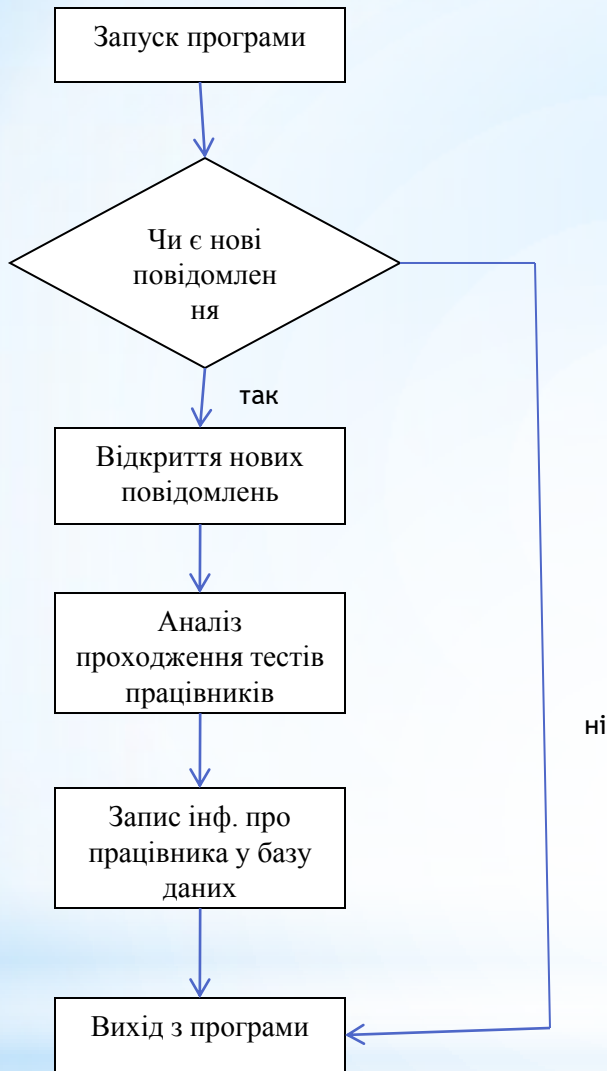 Запуск програми
Чи є нові
повідомлен
ня
так
Відкриття нових
повідомлень
Аналіз
проходження тестів
працівників
ні
Запис інф. про
працівника у базу
даних
Вихід з програми